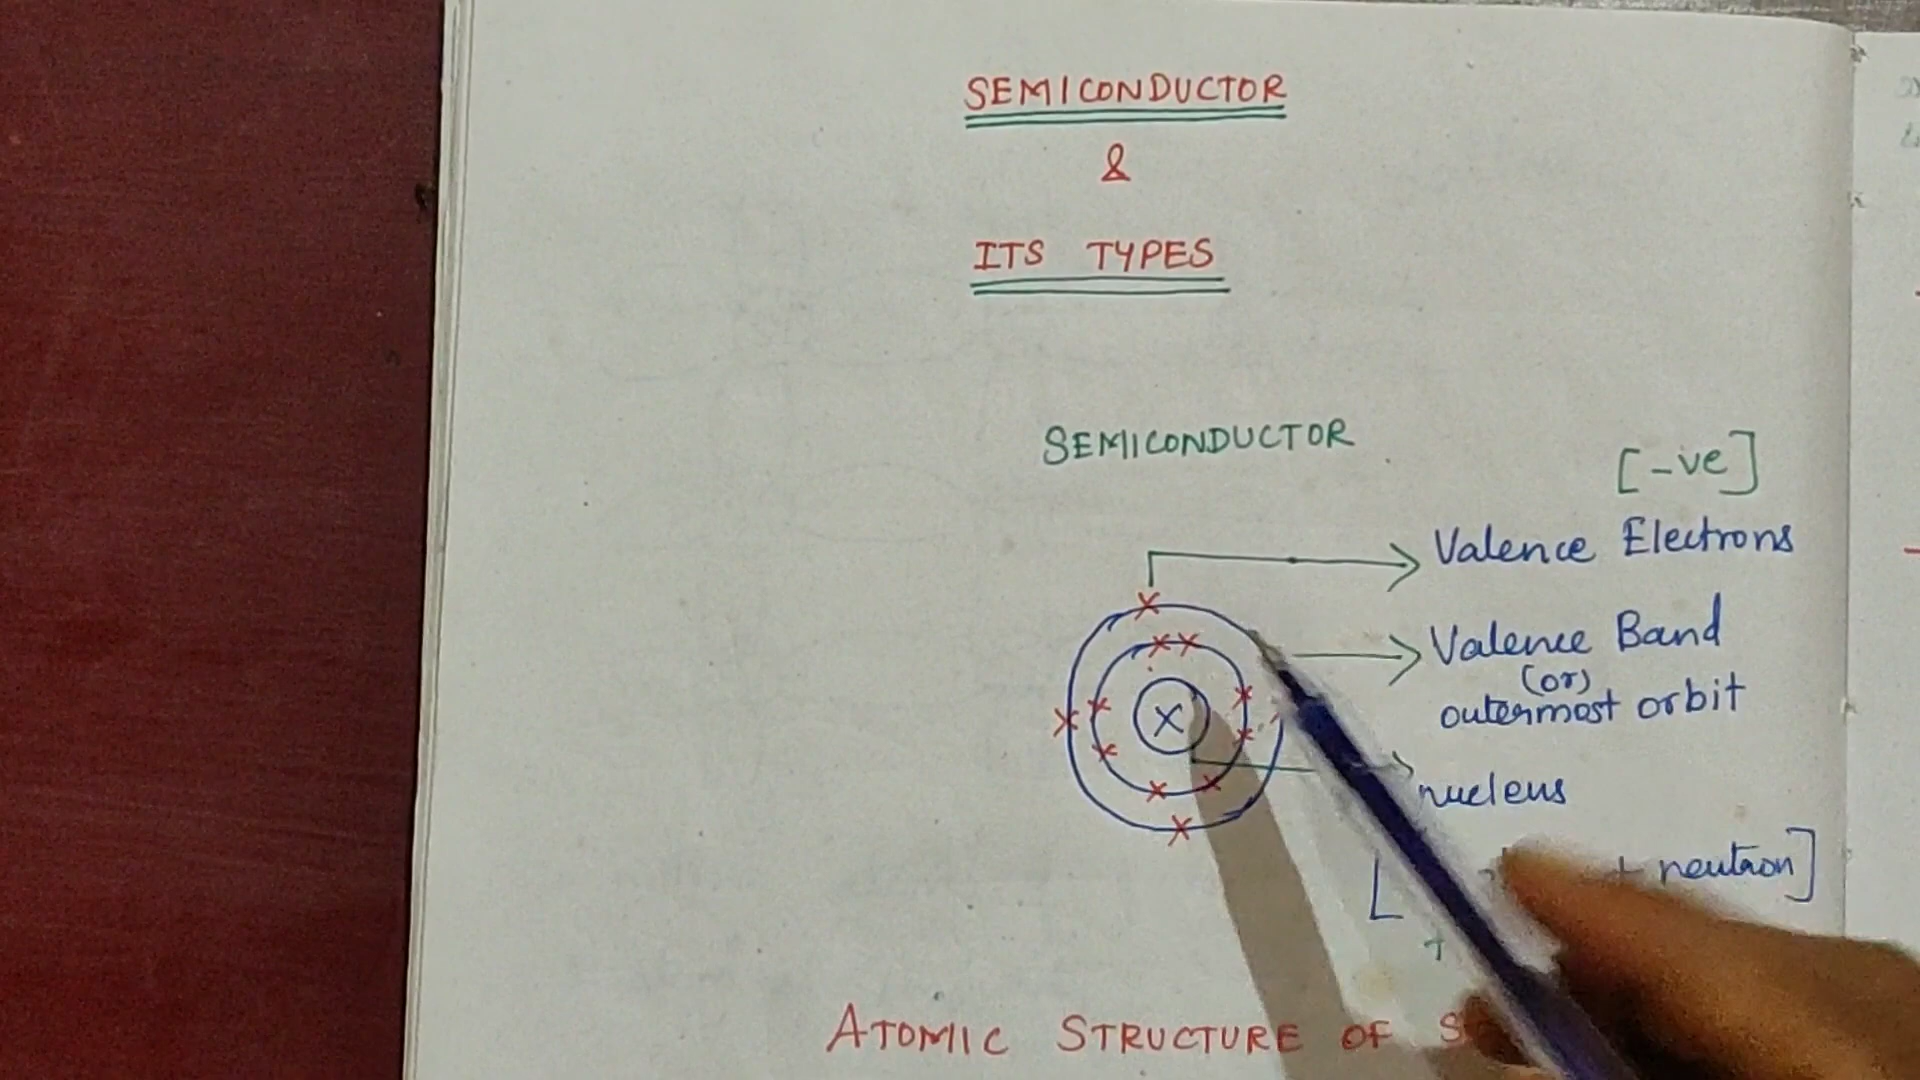 SEMICONDUCTOR
&
ITS TYPES
SEMICONDUCTOR
[-ve]
Valence Electrons
Valence Band
(or)
outermost orbit
nucleus
+ neutron]
+
X
ATOMIC STRUCTURE OF